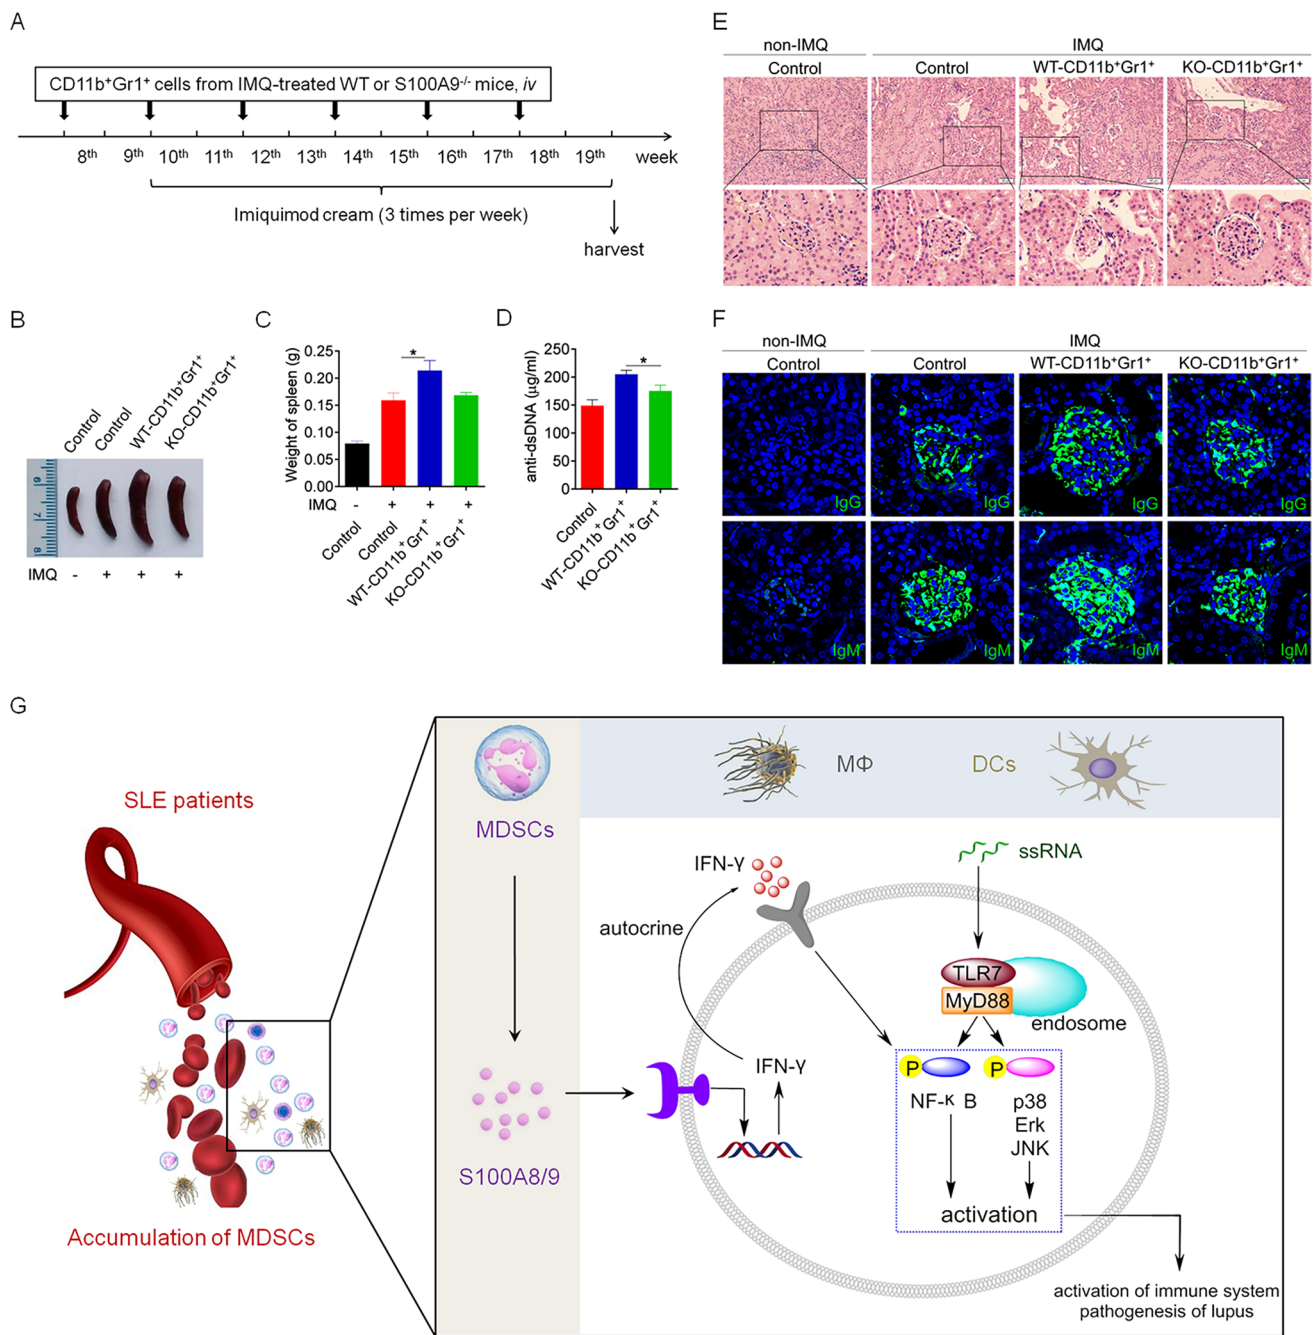 A
CD11b⁺Gr1⁺ cells from IMQ-treated WT or S100A9⁻/⁻ mice, iv
8th 9th 10th 11th 12th 13th 14th 15th 16th 17th 18th 19th week
Imiquimod cream (3 times per week)
harvest
B
Control
Control
WT-CD11b⁺Gr1⁺
KO-CD11b⁺Gr1⁺
6
7
8
IMQ - + + +
C
Weight of spleen (g)
0.25
0.20
0.15
0.10
0.05
0.00
*
IMQ - + + +
Control
Control
WT-CD11b⁺Gr1⁺
KO-CD11b⁺Gr1⁺
D
anti-dsDNA (μg/ml)
250
200
150
100
50
0
*
Control
WT-CD11b⁺Gr1⁺
KO-CD11b⁺Gr1⁺
E
non-IMQ IMQ
Control Control WT-CD11b⁺Gr1⁺ KO-CD11b⁺Gr1⁺
F
non-IMQ IMQ
Control Control WT-CD11b⁺Gr1⁺ KO-CD11b⁺Gr1⁺
IgG IgG IgG IgG
IgM IgM IgM IgM
G
SLE patients
Accumulation of MDSCs
MDSCs
S100A8/9
MΦ DCs
IFN-γ
autocrine
IFN-γ
ssRNA
TLR7
MyD88
endosome
P P
NF-κ B p38
Erk
JNK
activation
activation of immune system
pathogenesis of lupus